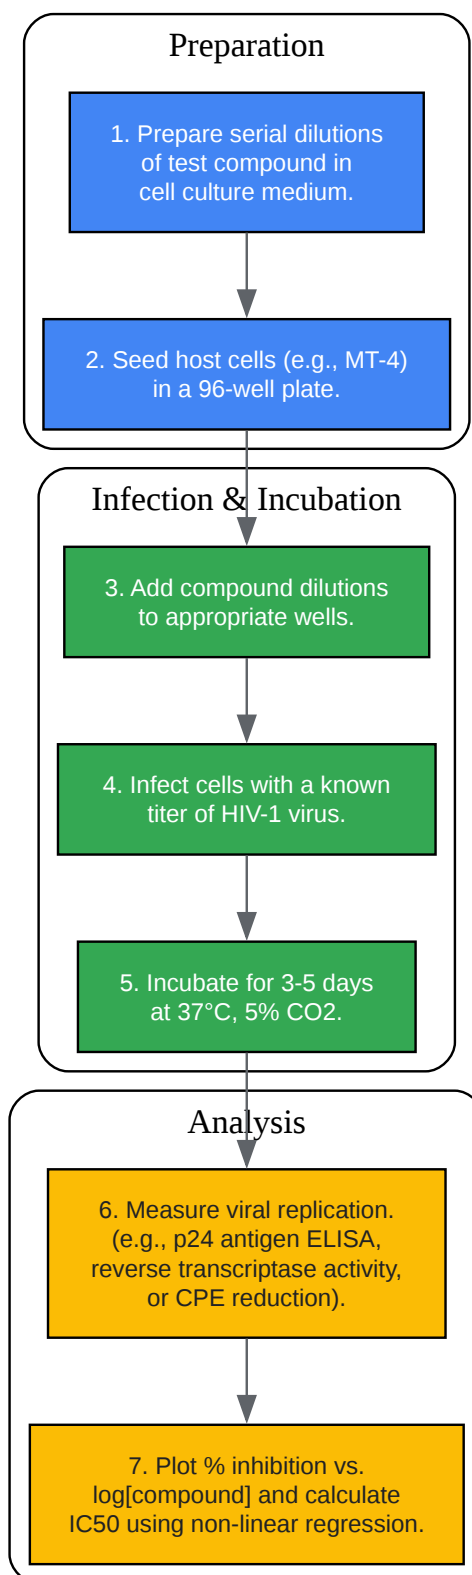 Preparation
1. Prepare serial dilutions
of test compound in
cell culture medium.
2. Seed host cells (e.g., MT-4)
in a 96-well plate.
Infection & Incubation
3. Add compound dilutions
to appropriate wells.
4. Infect cells with a known
titer of HIV-1 virus.
5. Incubate for 3-5 days
at 37°C, 5% CO2.
Analysis
6. Measure viral replication.
(e.g., p24 antigen ELISA,
reverse transcriptase activity,
or CPE reduction).
7. Plot % inhibition vs.
log[compound] and calculate
IC50 using non-linear regression.